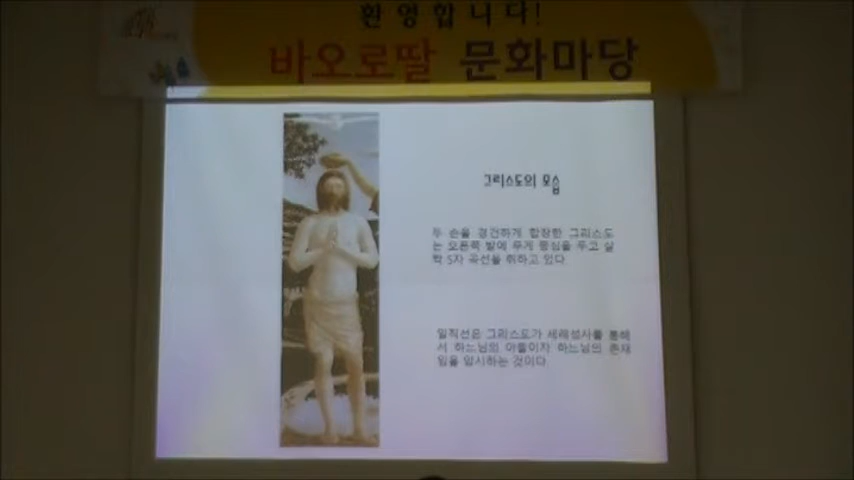 환영합니다!
바오로딸 문화마당
그리스도의 모습
두 손을 경건하게 합장한 그리스도
는 오른쪽 발에 무게 중심을 두고 살
짝 S자 곡선을 취하고 있다.
일직선은 그리스도가 세례성사를 통해
서 하느님의 아들이자 하느님의 존재
임을 암시하는 것이다.